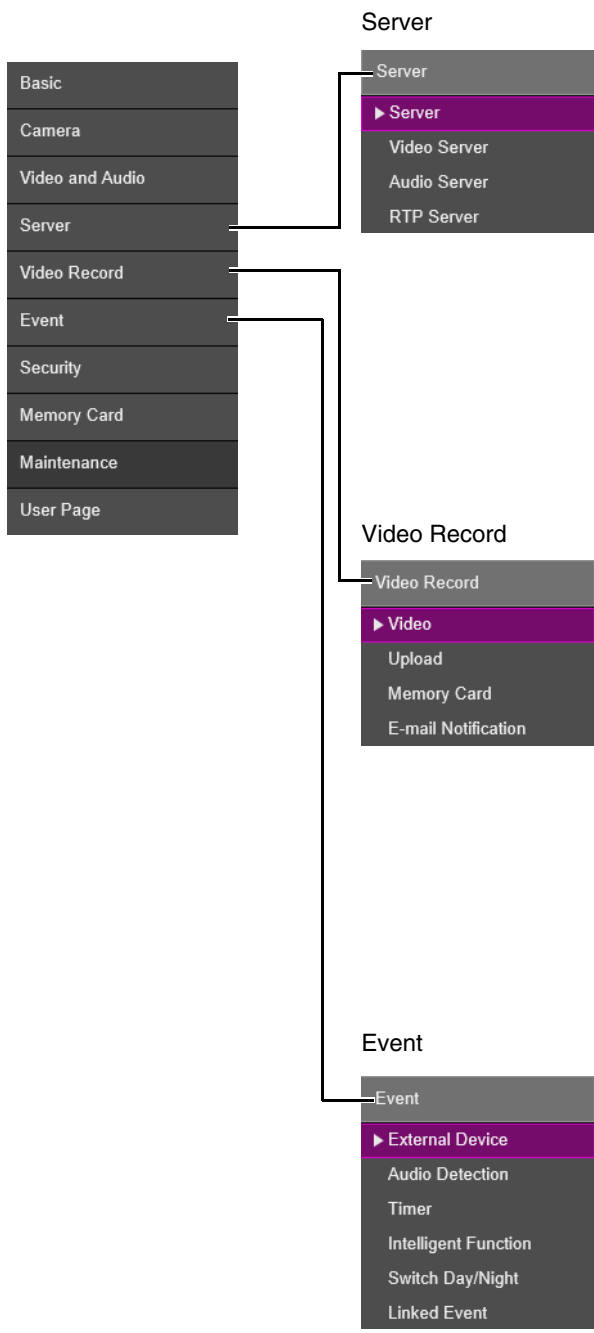 Basic
Camera
Video and Audio
Server
Video Record
Event
Security
Memory Card
Maintenance
User Page
Server
Server
Server
Video Server
Audio Server
RTP Server
Video Record
Video Record
Video
Upload
Memory Card
E-mail Notification
Event
Event
External Device
Audio Detection
Timer
Intelligent Function
Switch Day/Night
Linked Event